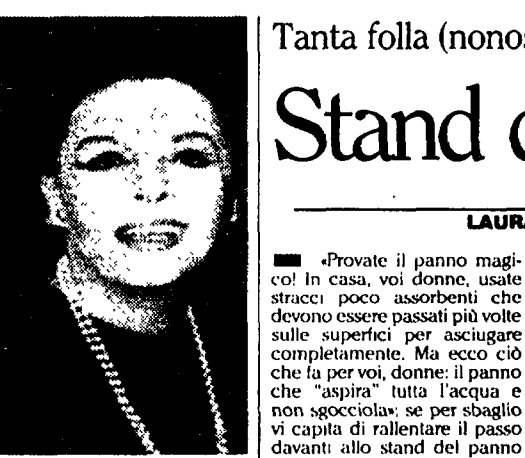 Tanta folla (nonos
Stand
LAURA
«Provate il panno magi-
co! In casa, voi donne, usate
stracci poco assorbenti che
devono essere passati più volte
sulle superfici per asciugare
completamente. Ma ecco ciò
che fa per voi, donne: il panno
che "aspira" tutta l'acqua e
non sgocciola»: se per sbaglio
vi capita di rallentare il passo
davanti allo stand del panno